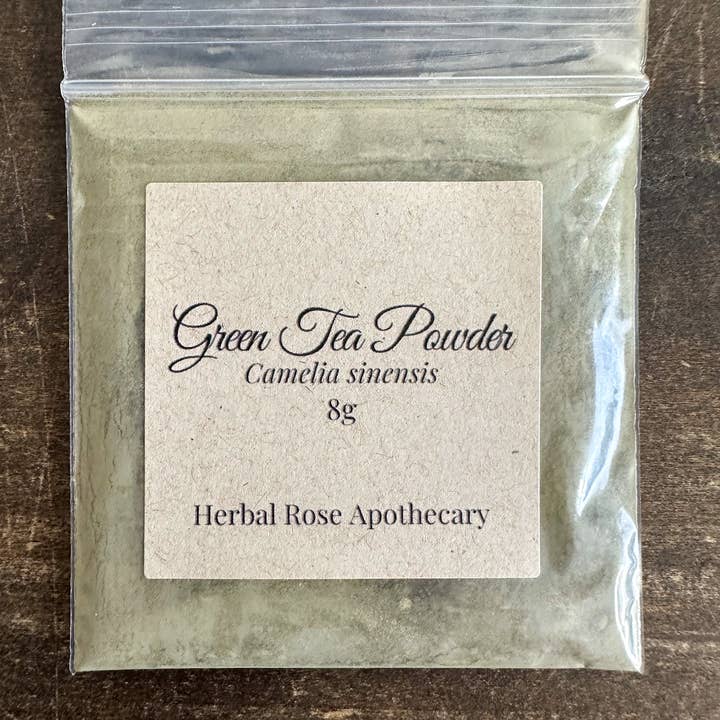 Green Tea Powder
Camelia sinensis
8g
Herbal Rose Apothecary